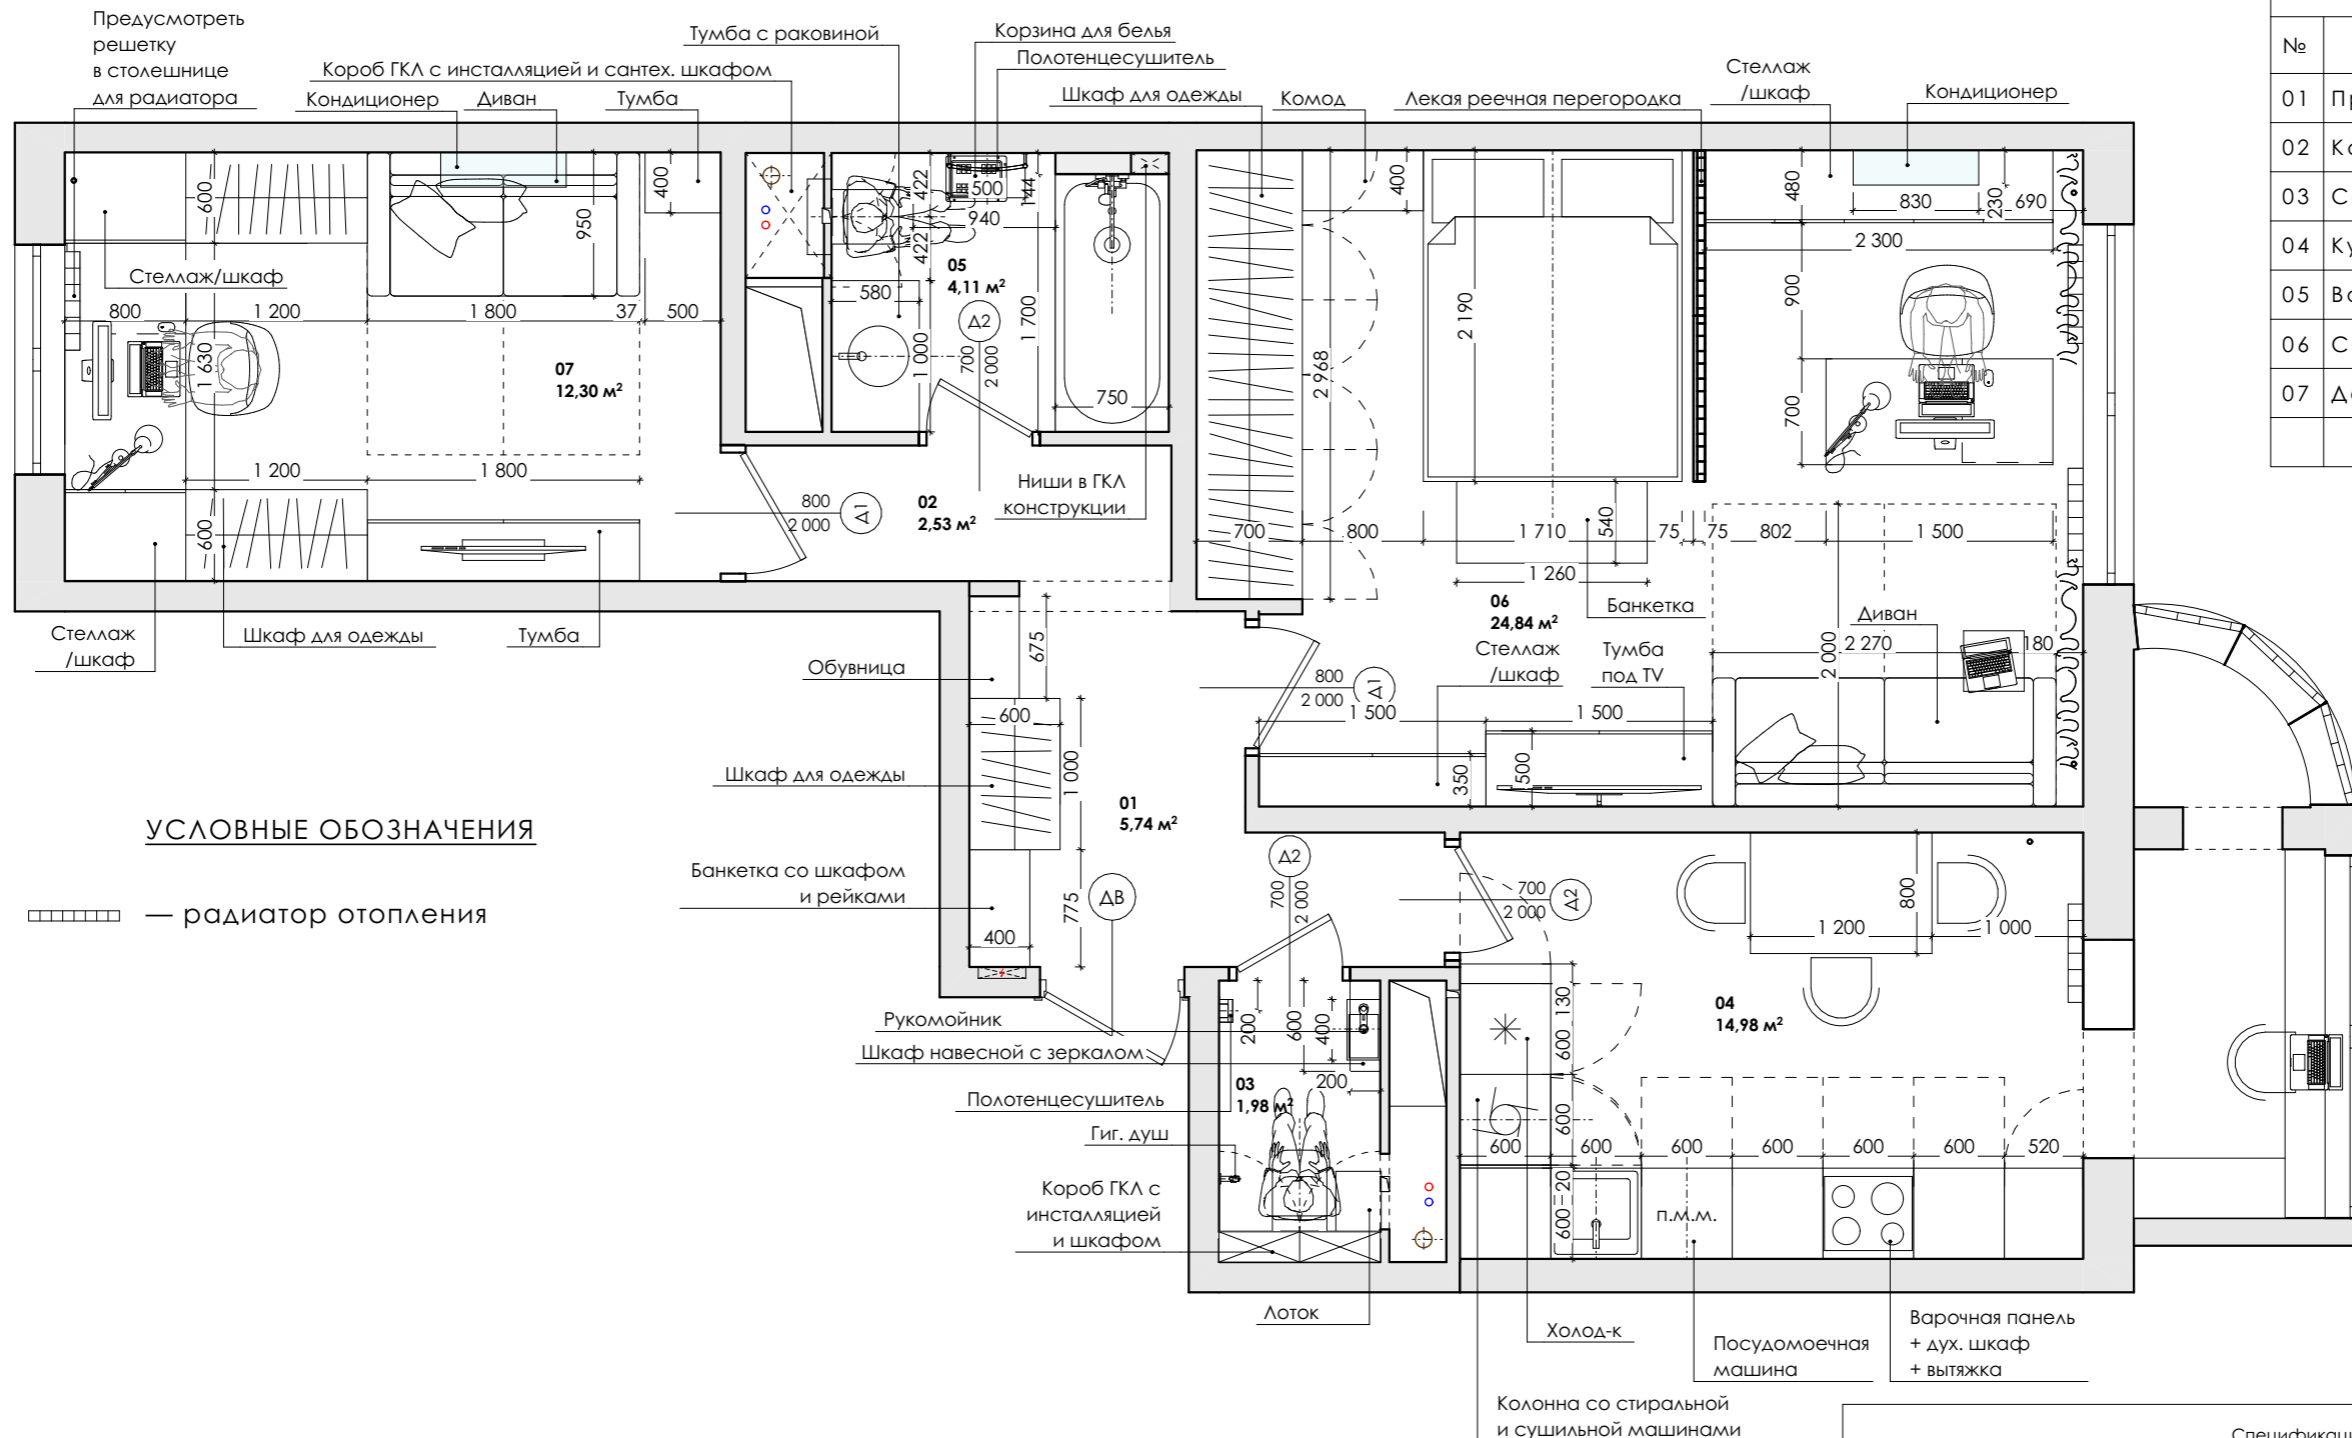 Предусмотреть
решетку
в столешнице
для радиатора
Короб ГКЛ с инсталляцией и сантех. шкафом
Кондиционер
Диван
Тумба
Тумба с раковиной
Корзина для белья
Полотенцесушитель
Шкаф для одежды
Комод
Лекая реечная перегородка
Стеллаж
/шкаф
Кондиционер
№
01
02
03
04
05
06
07
600
950
400
Стеллаж/шкаф
800
1 200
1 800
37
500
1 630
07
12,30 м²
1 200
1 800
600
Стеллаж
/шкаф
Шкаф для одежды
Тумба
422
422
500
144
940
05
4,11 м²
580
Д2
700
2 000
1 000
1 700
750
800
2 000
Д1
02
2,53 м²
Ниши в ГКЛ
конструкции
400
2 190
2 968
480
830
230
690
2 300
900
700
700
800
1 710
75
75
802
1 500
540
1 260
Банкетка
06
24,84 м²
Стеллаж
/шкаф
Тумба
под TV
Диван
2 270
180
2 000
800
2 000
Д1
1 500
1 500
350
500
Обувница
675
600
Шкаф для одежды
1 000
01
5,74 м²
Банкетка со шкафом
и рейками
775
ДВ
400
УСЛОВНЫЕ ОБОЗНАЧЕНИЯ
— радиатор отопления
Д2
700
2 000
700
2 000
Д2
800
1 200
1 000
04
14,98 м²
Рукомойник
Шкаф навесной с зеркалом
Полотенцесушитель
Гиг. душ
Короб ГКЛ с
инсталляцией
и шкафом
200
600
400
200
03
1,98 м²
130
600
600
20
600
600
600
600
600
600
600
520
п.м.м.
Лоток
Холод-к
Посудомоечная
машина
Варочная панель
+ дух. шкаф
+ вытяжка
Колонна со стиральной
и сушильной машинами